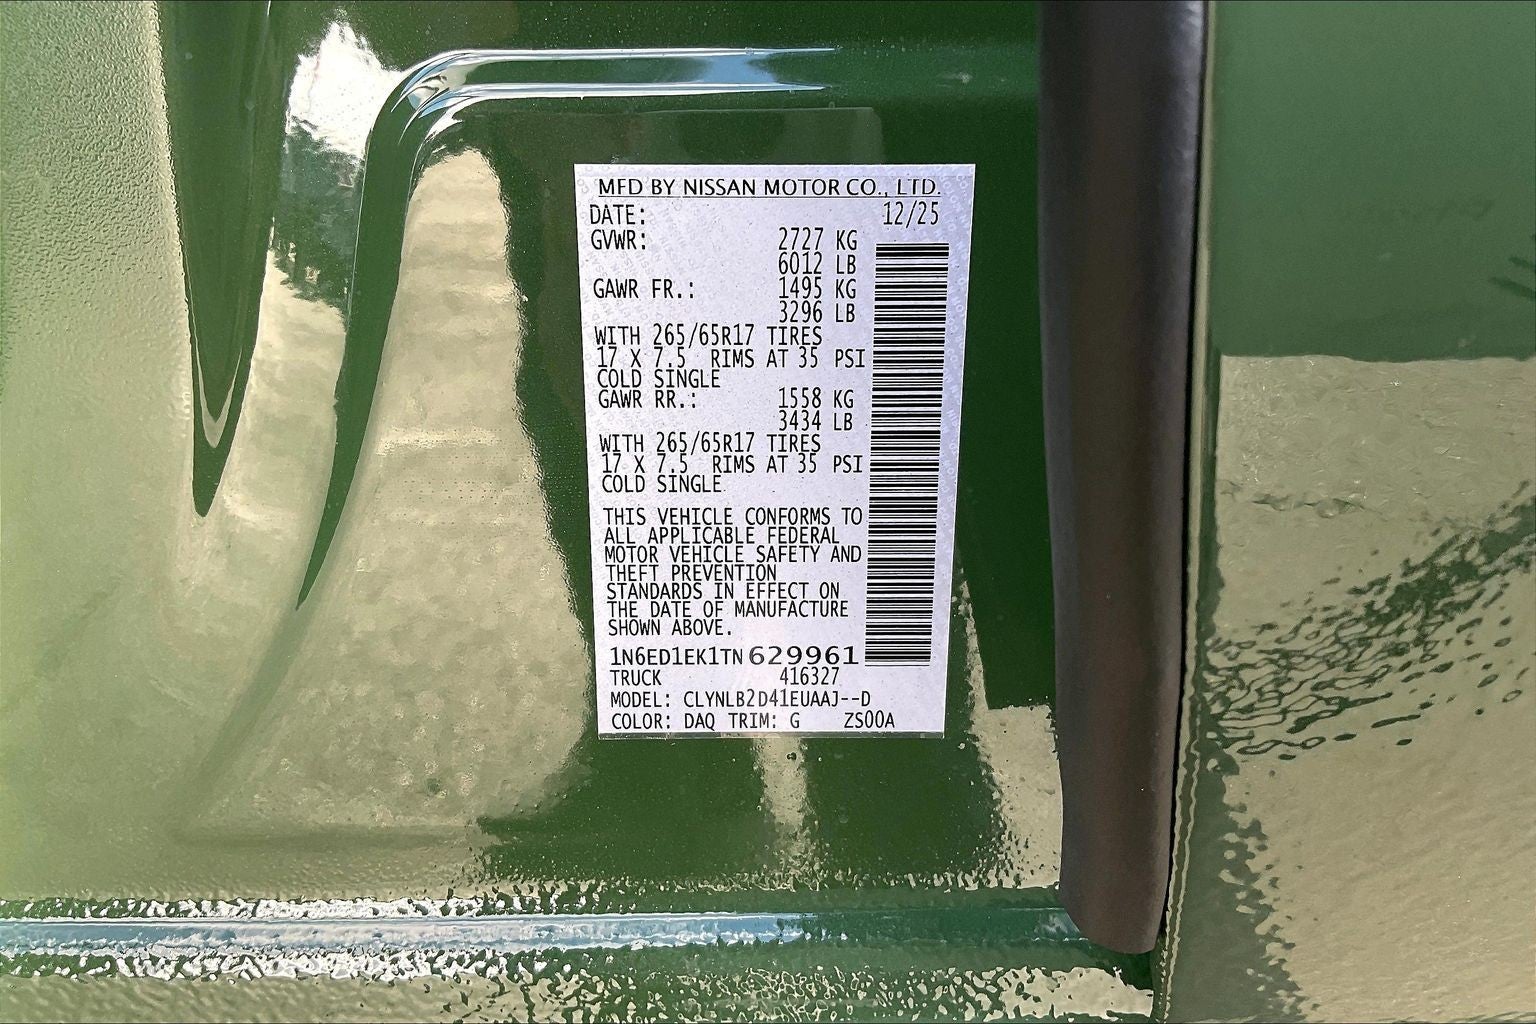 MFD BY NISSAN MOTOR CO., LTD.
DATE: 12/25
GVWR: 2727 KG
6012 LB
GAWR FR.: 1495 KG
3296 LB
WITH 265/65R17 TIRES
17 X 7.5 RIMS AT 35 PSI
COLD SINGLE
GAWR RR.: 1558 KG
3434 LB
WITH 265/65R17 TIRES
17 X 7.5 RIMS AT 35 PSI
COLD SINGLE
THIS VEHICLE CONFORMS TO
ALL APPLICABLE FEDERAL
MOTOR VEHICLE SAFETY AND
THEFT PREVENTION
STANDARDS IN EFFECT ON
THE DATE OF MANUFACTURE
SHOWN ABOVE.
1N6ED1EK1TN629961
TRUCK 416327
MODEL: CLYNLB2D41EUAAJ--D
COLOR: DAQ TRIM: G ZS00A